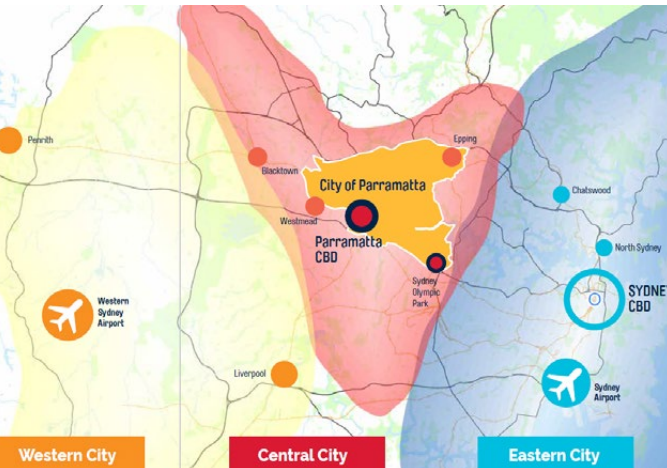 Penrith
Blacktown
Epping
City of Parramatta
Chatswood
Westmead
Parramatta
CBD
North Sydney
Sydney
Olympic
Park
SYDNEY
CBD
Western
Sydney
Airport
Liverpool
Sydney
Airport
Western City
Central City
Eastern City